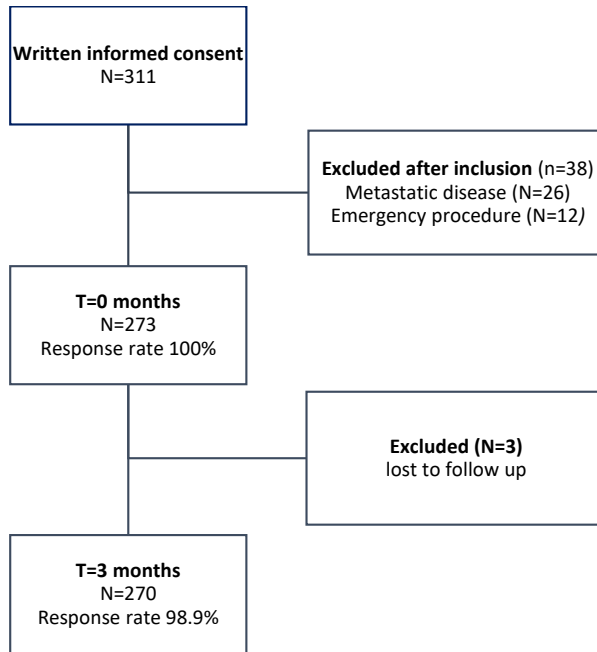 Written informed consent
N=311
Excluded after inclusion (n=38)
Metastatic disease (N=26)
Emergency procedure (N=12)
T=0 months
N=273
Response rate 100%
Excluded (N=3)
lost to follow up
T=3 months
N=270
Response rate 98.9%